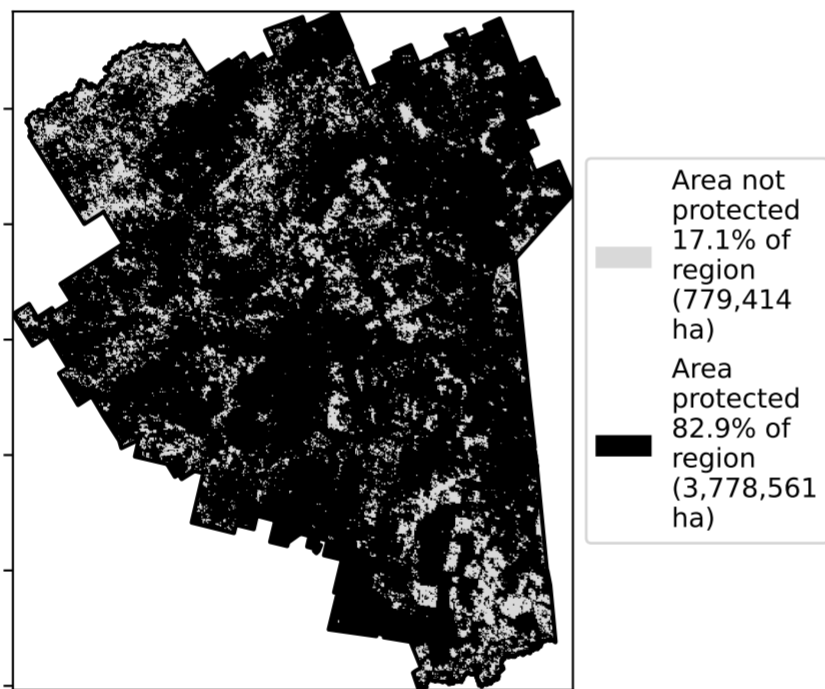 Area not
protected
17.1% of
region
(779,414
ha)
Area
protected
82.9% of
region
(3,778,561
ha)